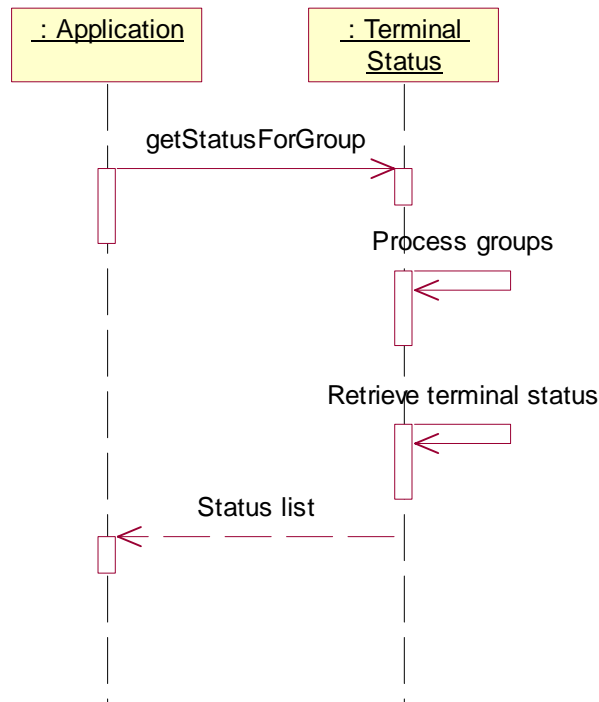 : Application
: Terminal
Status
getStatusForGroup
Process groups
Retrieve terminal status
Status list